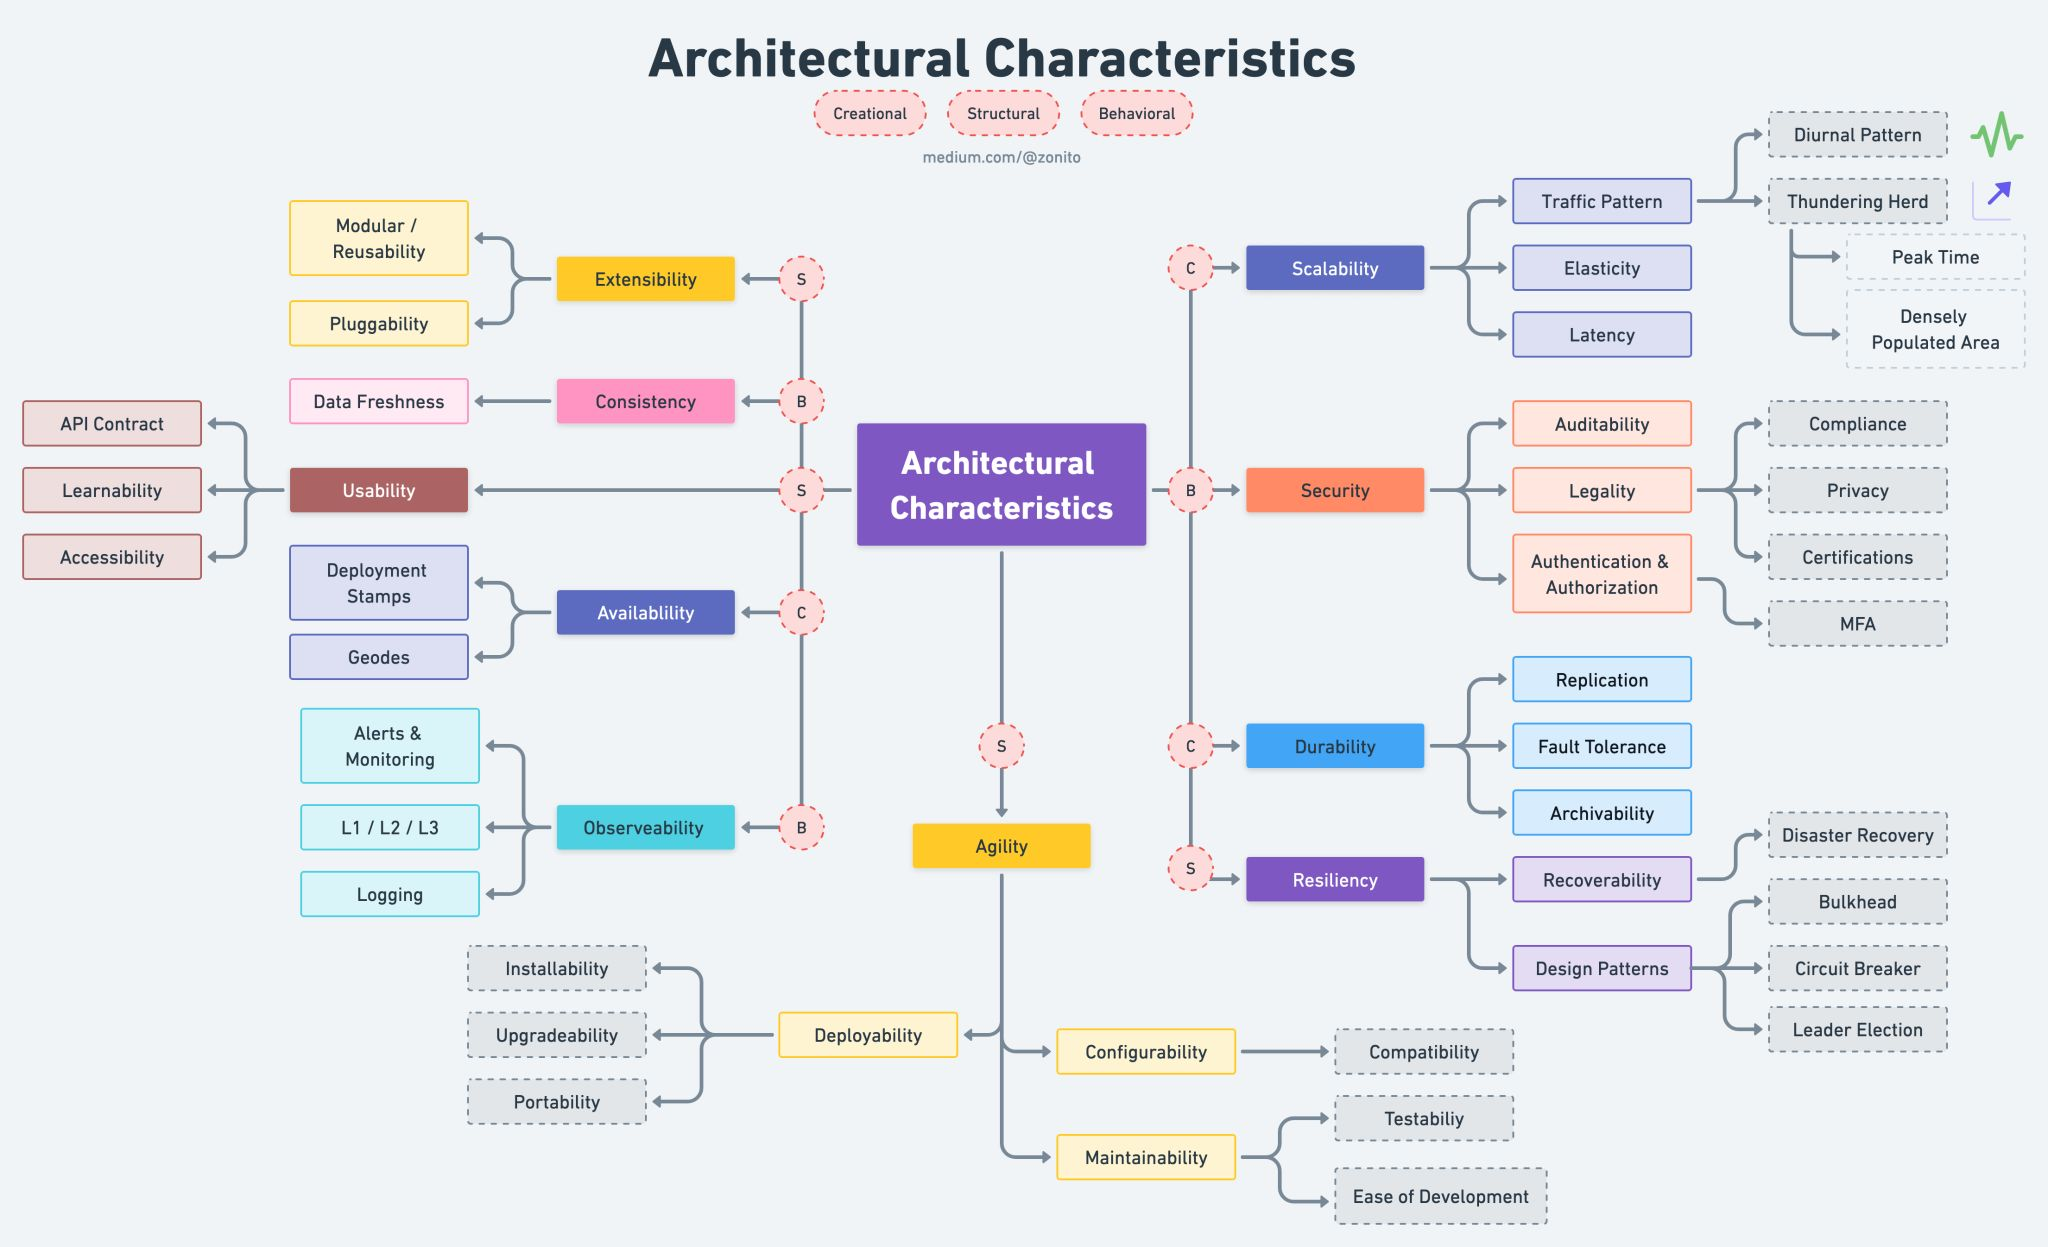 Architectural Characteristics
Creational
Structural
Behavioral
medium.com/@zonito
Modular /
Reusability
Pluggability
Extensibility
S
Data Freshness
Consistency
B
API Contract
Learnability
Accessibility
Usability
S
Deployment
Stamps
Geodes
Availablility
C
Alerts &
Monitoring
L1 / L2 / L3
Logging
Observeability
B
Architectural
Characteristics
C
Scalability
Traffic Pattern
Elasticity
Latency
Diurnal Pattern
Thundering Herd
Peak Time
Densely
Populated Area
B
Security
Auditability
Legality
Authentication &
Authorization
Compliance
Privacy
Certifications
MFA
C
Durability
Replication
Fault Tolerance
Archivability
S
Resiliency
Recoverability
Design Patterns
Disaster Recovery
Bulkhead
Circuit Breaker
Leader Election
S
Agility
Deployability
Installability
Upgradeability
Portability
Configurability
Compatibility
Maintainability
Testabiliy
Ease of Development